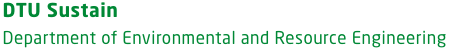 DTU Sustain
Department of Environmental and Resource Engineering